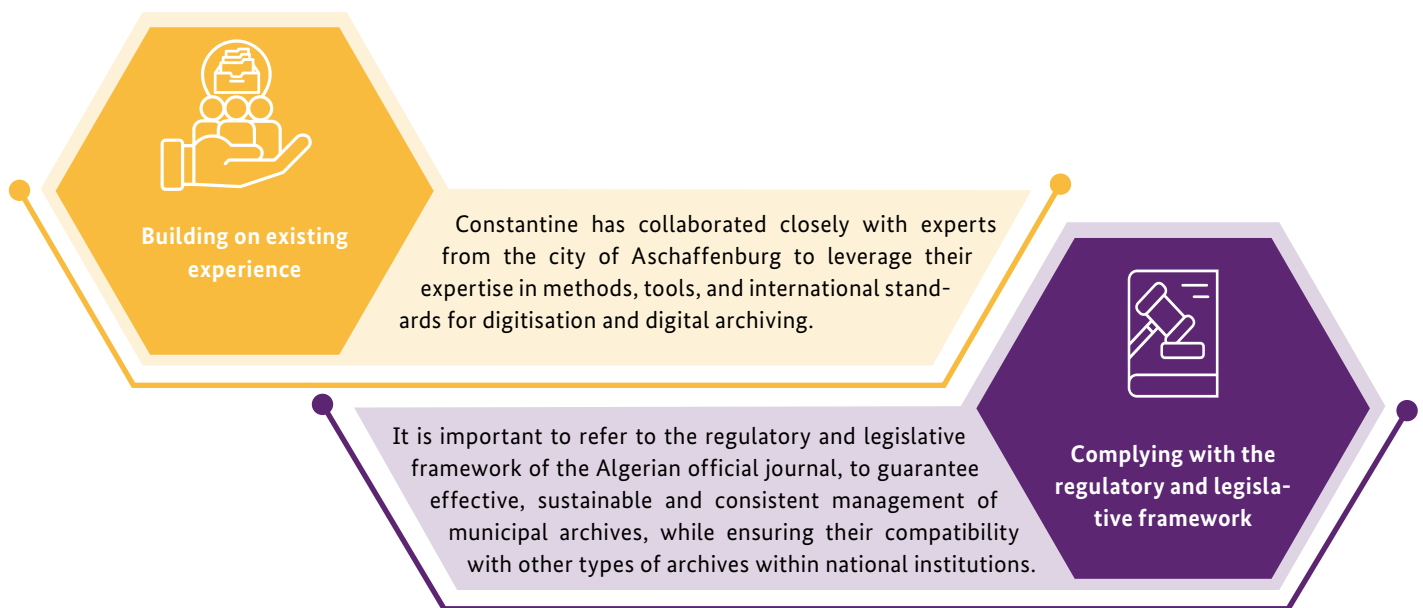 Building on existing
experience
Constantine has collaborated closely with experts
from the city of Aschaffenburg to leverage their
expertise in methods, tools, and international stand-
ards for digitisation and digital archiving.
It is important to refer to the regulatory and legislative
framework of the Algerian official journal, to guarantee
effective, sustainable and consistent management of
municipal archives, while ensuring their compatibility
with other types of archives within national institutions.
Complying with the
regulatory and legisla-
tive framework